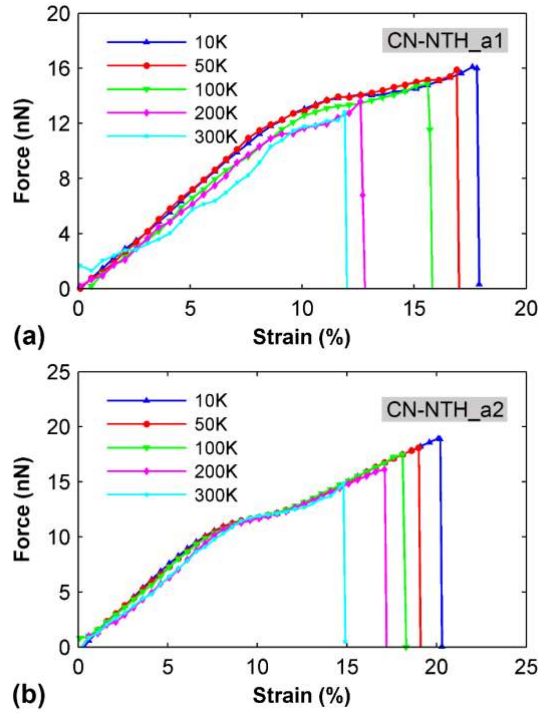 CN-NTH_a1
10K
50K
100K
200K
300K
Force (nN)
20
16
12
8
4
0
0 5 10 15 20
Strain (%)
(a)
CN-NTH_a2
10K
50K
100K
200K
300K
Force (nN)
25
20
15
10
5
0
0 5 10 15 20 25
Strain (%)
(b)